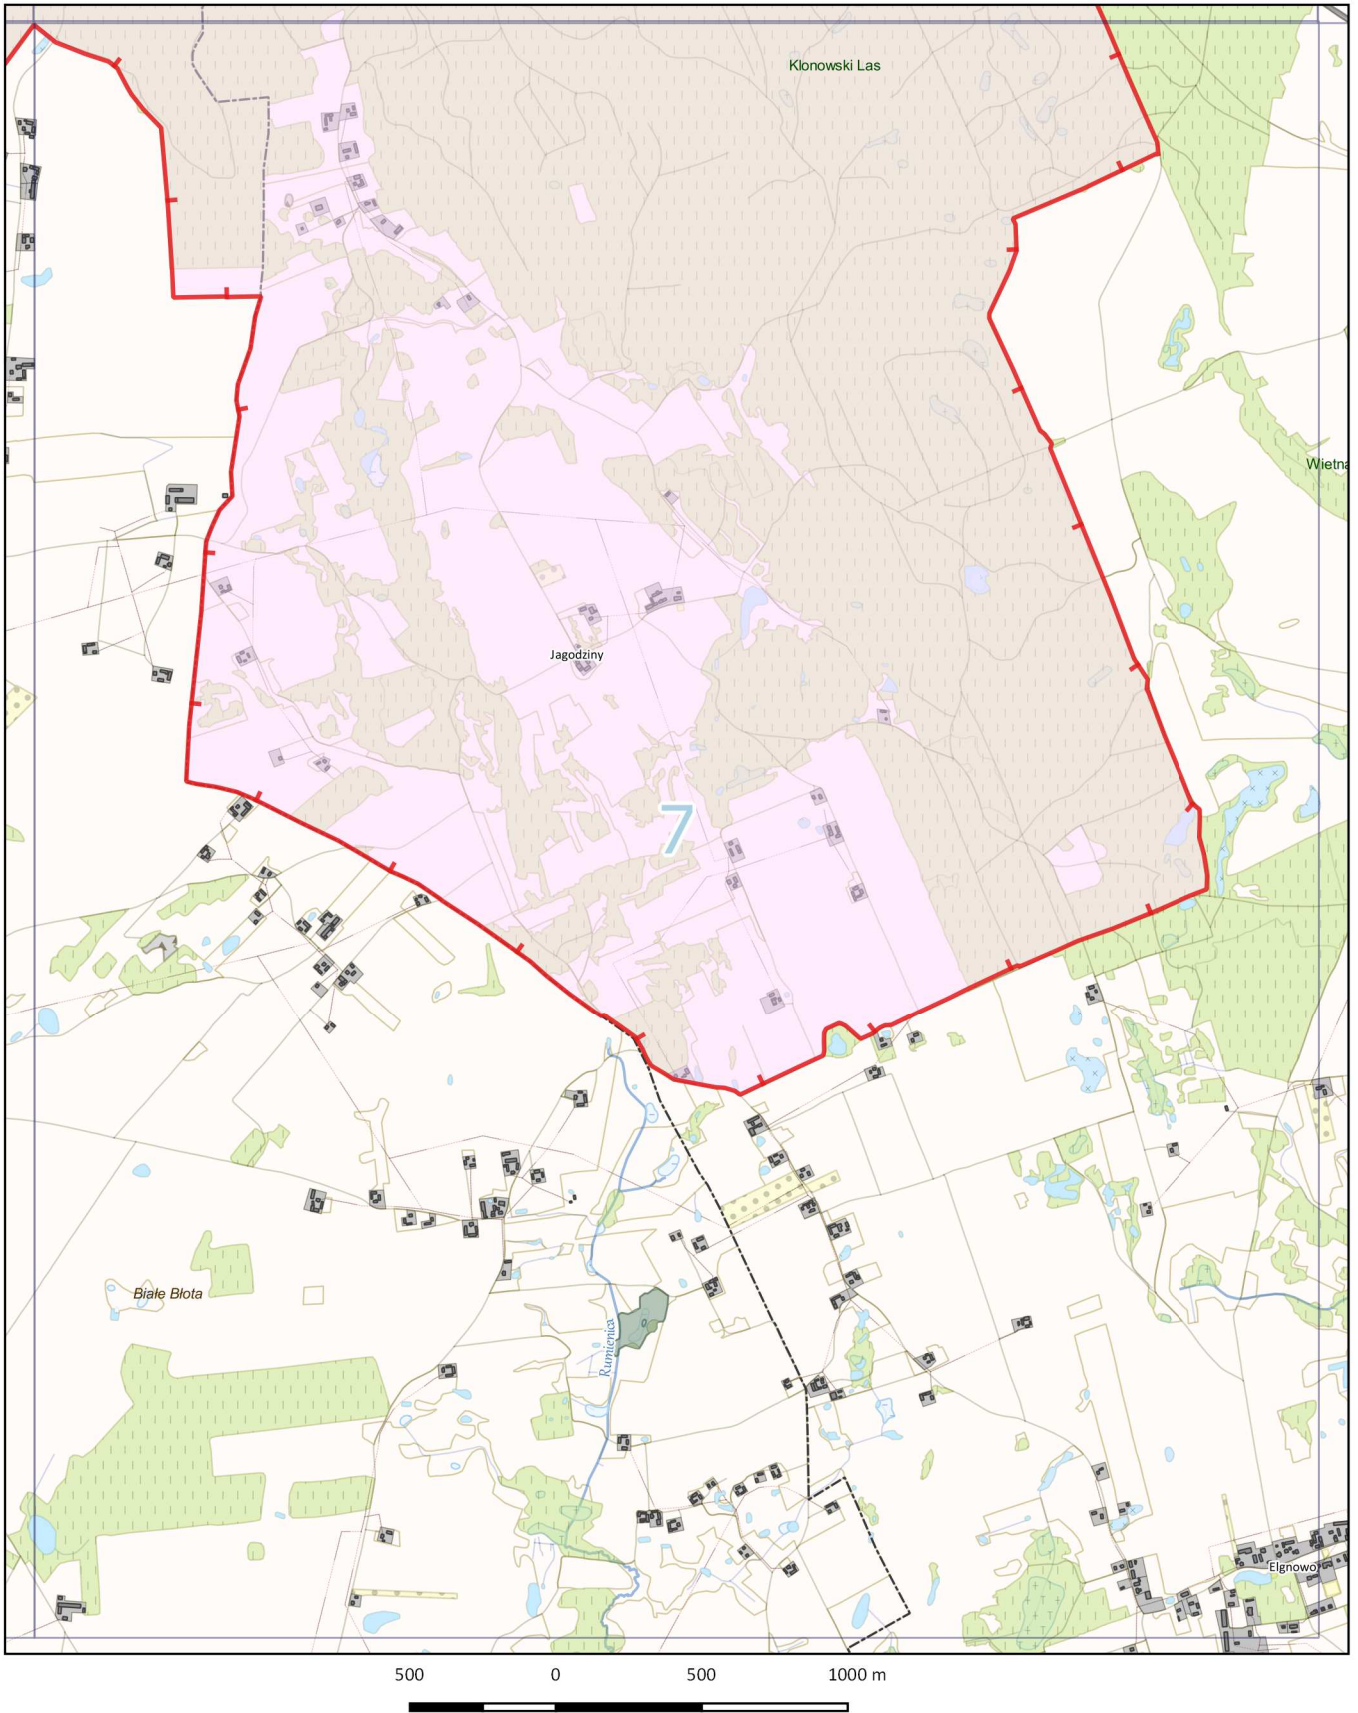 Klonowski Las
Wietna
Jagodziny
7
Białe Błota
Rumienica
Elgnowo
500 0 500 1000 m